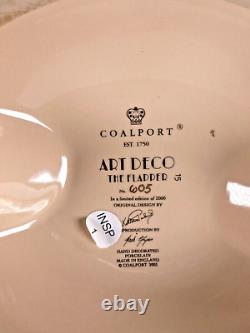 COALPORT®
EST. 1750
ART DECO
THE FLAPPER 15
No. 605
In a limited edition of 2000
ORIGINAL DESIGN BY
PRODUCTION BY
HAND DECORATED
PORCELAIN
MADE IN ENGLAND
© COALPORT 2002
INSP
1